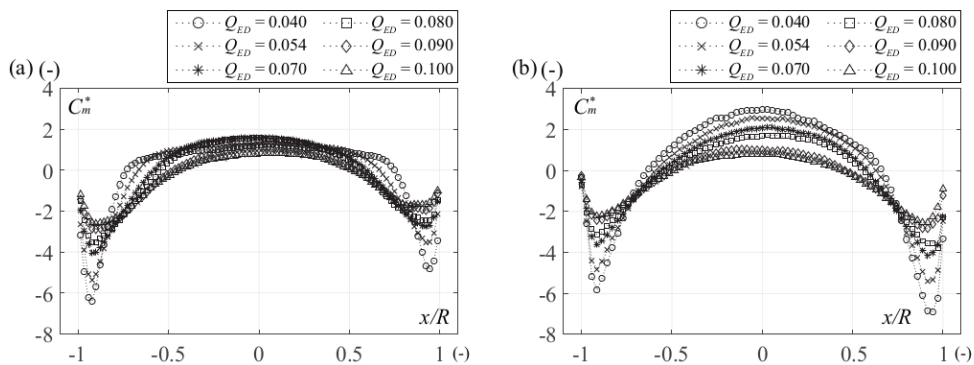 Q_ED = 0.040 Q_ED = 0.080
Q_ED = 0.054 Q_ED = 0.090
Q_ED = 0.070 Q_ED = 0.100
(a) (-)
C*m
4
2
0
-2
-4
-6
-8
x/R
-1 -0.5 0 0.5 1 (-)
Q_ED = 0.040 Q_ED = 0.080
Q_ED = 0.054 Q_ED = 0.090
Q_ED = 0.070 Q_ED = 0.100
(b) (-)
C*m
4
2
0
-2
-4
-6
-8
x/R
-1 -0.5 0 0.5 1 (-)